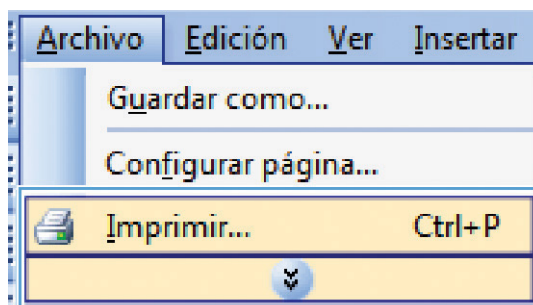 Archivo Edición Ver Insertar
Guardar como...
Configurar página...
Imprimir... Ctrl+P